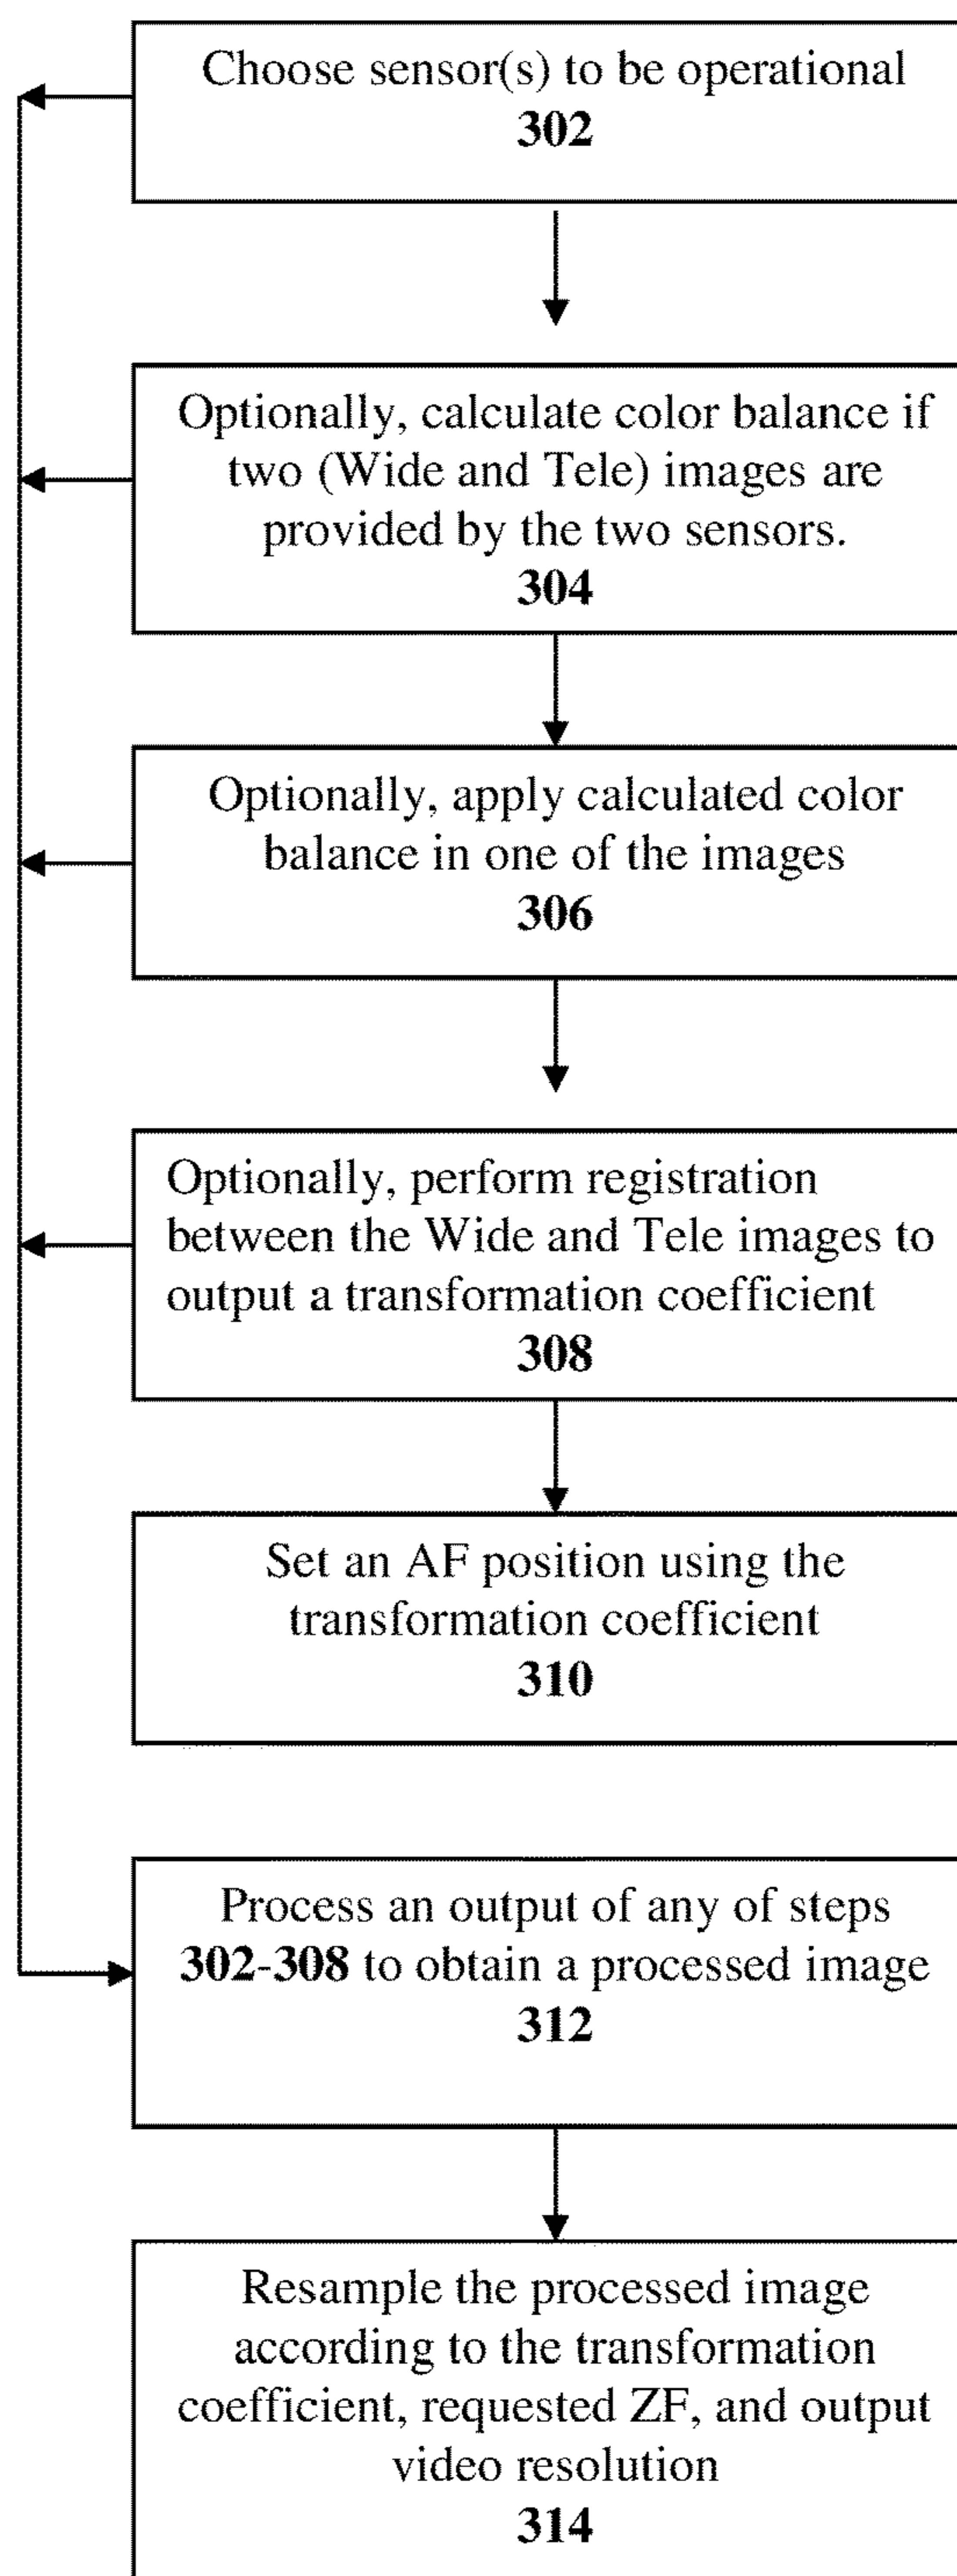 Choose sensor(s) to be operational
302
Optionally, calculate color balance if
two (Wide and Tele) images are
provided by the two sensors.
304
Optionally, apply calculated color
balance in one of the images
306
Optionally, perform registration
between the Wide and Tele images to
output a transformation coefficient
308
Set an AF position using the
transformation coefficient
310
Process an output of any of steps
302-308 to obtain a processed image
312
Resample the processed image
according to the transformation
coefficient, requested ZF, and output
video resolution
314